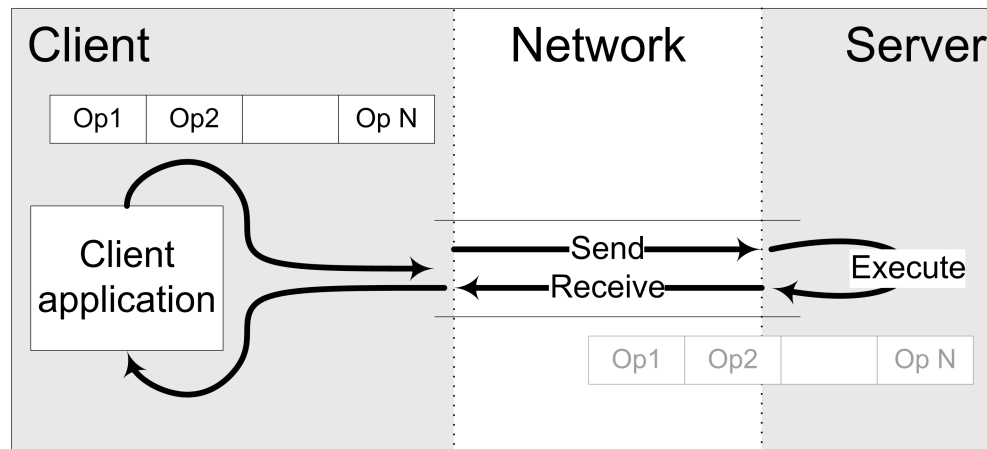 Client Network Server
Op1 Op2 Op N
Client
application
Send
Receive
Execute
Op1 Op2 Op N